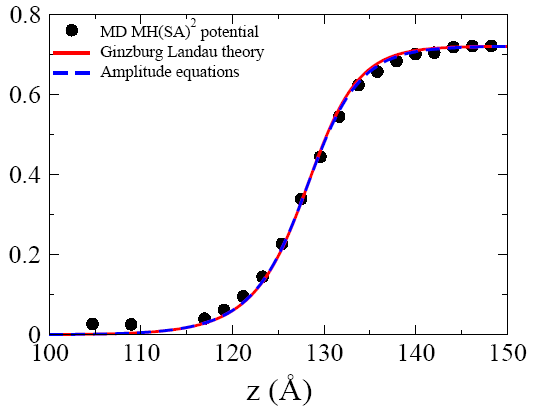 0.8
MD MH(SA)² potential
Ginzburg Landau theory
Amplitude equations
0.6
0.4
0.2
0
100 110 120 130 140 150
z (Å)